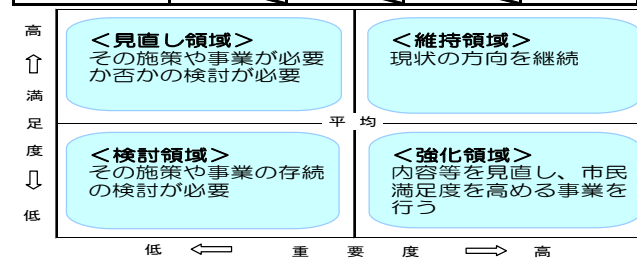 高
⇧
満
足
度
⇩
低
＜見直し領域＞
その施策や事業が必要
か否かの検討が必要
＜維持領域＞
現状の方向を継続
平 均
＜検討領域＞
その施策や事業の存続
の検討が必要
＜強化領域＞
内容等を見直し、市民
満足度を高める事業を
行う
低 ⇦ 重 要 度 ⇨ 高